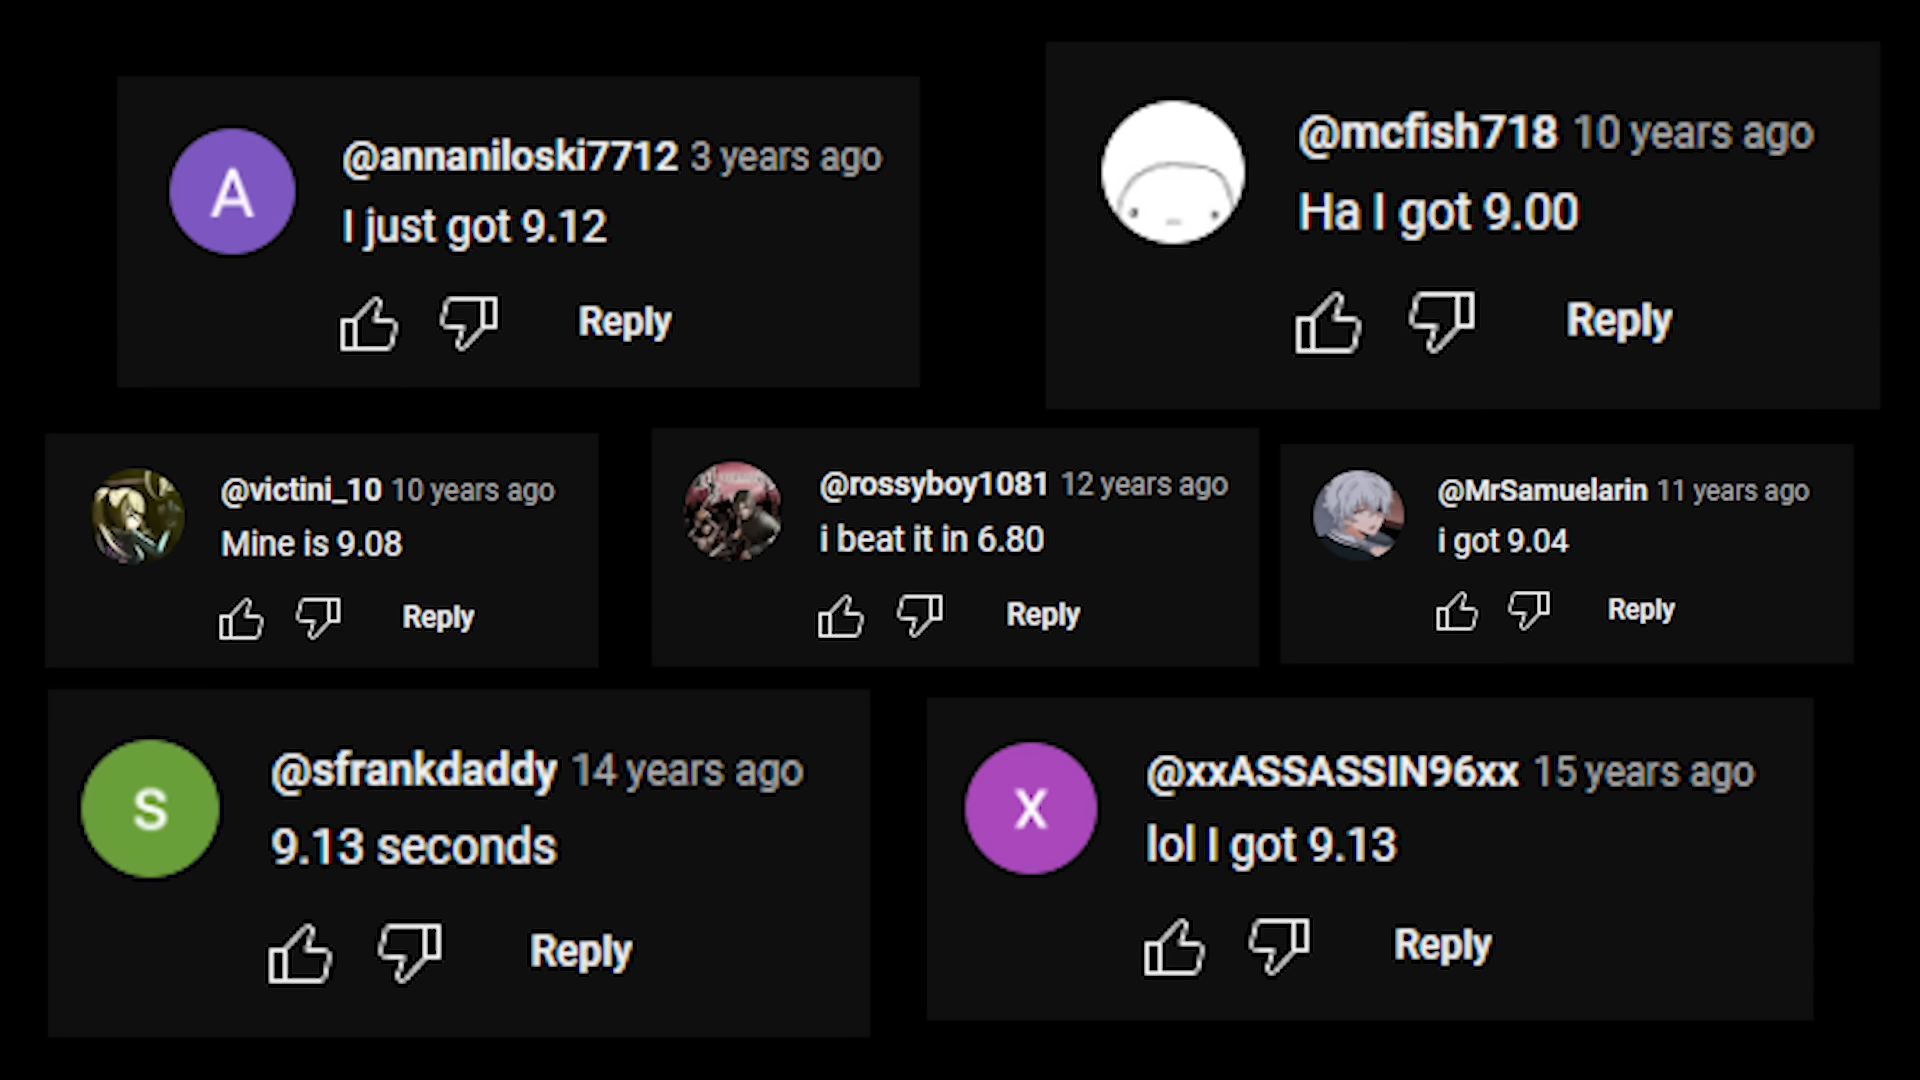 A
@annaniloski7712 3 years ago
I just got 9.12
Reply
@mcfish718 10 years ago
Ha I got 9.00
Reply
@victini_10 10 years ago
Mine is 9.08
Reply
@rossyboy1081 12 years ago
i beat it in 6.80
Reply
@MrSamuelarin 11 years ago
i got 9.04
Reply
S
@sfrankdaddy 14 years ago
9.13 seconds
Reply
X
@xxASSASSIN96xx 15 years ago
lol I got 9.13
Reply